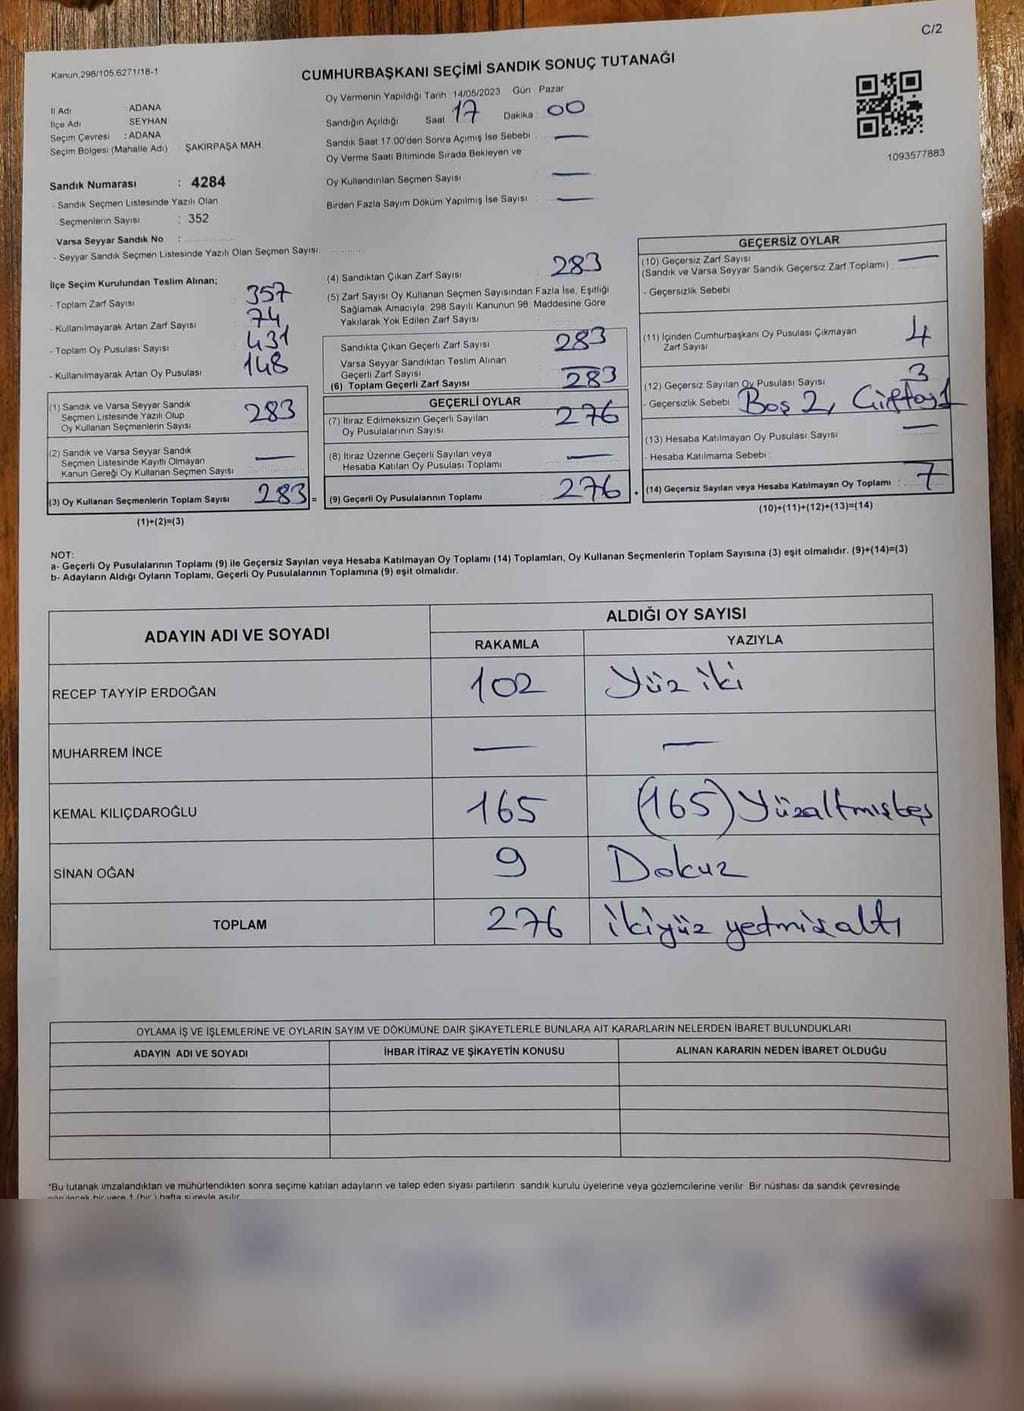 C/2
Kanun,298/105,6271/18-1
CUMHURBAŞKANI SEÇİMİ SANDIK SONUÇ TUTANAĞI
Oy Vermenin Yapıldığı Tarih 14/05/2023 Gün Pazar
İl Adı ADANA
İlçe Adı SEYHAN
Seçim Çevresi : ADANA
Seçim Bölgesi (Mahalle Adı) ŞAKİRPAŞA MAH.
Sandığın Açıldığı Saat 17 Dakika 00
Sandık Saat 17:00'den Sonra Açımış İse Sebebi —
Oy Verme Saati Bitiminde Sırada Bekleyen ve
Oy Kullandırılan Seçmen Sayısı —
Birden Fazla Sayım Döküm Yapılmış İse Sayısı —
1093577883
Sandık Numarası : 4284
- Sandık Seçmen Listesinde Yazılı Olan
Seçmenlerin Sayısı : 352
Varsa Seyyar Sandık No :
- Seyyar Sandık Seçmen Listesinde Yazılı Olan Seçmen Sayısı:
İlçe Seçim Kurulundan Teslim Alınan;
- Toplam Zarf Sayısı 357
- Kullanılmayarak Artan Zarf Sayısı 74
- Toplam Oy Pusulası Sayısı 431
- Kullanılmayarak Artan Oy Pusulası 148
(1) Sandık ve Varsa Seyyar Sandık
Seçmen Listesinde Yazılı Olup
Oy Kullanan Seçmenlerin Sayısı 283
(2) Sandık ve Varsa Seyyar Sandık
Seçmen Listesinde Kayıtlı Olmayan
Kanun Gereği Oy Kullanan Seçmen Sayısı —
(3) Oy Kullanan Seçmenlerin Toplam Sayısı 283 =
(1)+(2)=(3)
(4) Sandıktan Çıkan Zarf Sayısı 283
(5) Zarf Sayısı Oy Kullanan Seçmen Sayısından Fazla İse, Eşitliği
Sağlamak Amacıyla, 298 Sayılı Kanunun 98. Maddesine Göre
Yakılarak Yok Edilen Zarf Sayısı
Sandıkta Çıkan Geçerli Zarf Sayısı 283
Varsa Seyyar Sandıktan Teslim Alınan
Geçerli Zarf Sayısı —
(6) Toplam Geçerli Zarf Sayısı 283
GEÇERLİ OYLAR
(7) İtiraz Edilmeksizin Geçerli Sayılan
Oy Pusulalarının Sayısı 276
(8) İtiraz Üzerine Geçerli Sayılan veya
Hesaba Katılan Oy Pusulası Toplamı —
(9) Geçerli Oy Pusulalarının Toplamı 276 +
GEÇERSİZ OYLAR
(10) Geçersiz Zarf Sayısı —
(Sandık ve Varsa Seyyar Sandık Geçersiz Zarf Toplamı)
- Geçersizlik Sebebi
(11) İçinden Cumhurbaşkanı Oy Pusulası Çıkmayan
Zarf Sayısı 4
(12) Geçersiz Sayılan Oy Pusulası Sayısı 3
- Geçersizlik Sebebi Boş 2, Çift oy 1
(13) Hesaba Katılmayan Oy Pusulası Sayısı —
- Hesaba Katılmama Sebebi
(14) Geçersiz Sayılan veya Hesaba Katılmayan Oy Toplamı : 7
(10)+(11)+(12)+(13)=(14)
NOT:
a- Geçerli Oy Pusulalarının Toplamı (9) ile Geçersiz Sayılan veya Hesaba Katılmayan Oy Toplamı (14) Toplamları, Oy Kullanan Seçmenlerin Toplam Sayısına (3) eşit olmalıdır. (9)+(14)=(3)
b- Adayların Aldığı Oyların Toplamı, Geçerli Oy Pusulalarının Toplamına (9) eşit olmalıdır.
ADAYIN ADI VE SOYADI
ALDIĞI OY SAYISI
RAKAMLA YAZIYLA
RECEP TAYYİP ERDOĞAN 102 Yüz iki
MUHARREM İNCE — —
KEMAL KILIÇDAROĞLU 165 (165) Yüzaltmışbeş
SİNAN OĞAN 9 Dokuz
TOPLAM 276 ikiyüz yetmişaltı
OYLAMA İŞ VE İŞLEMLERİNE VE OYLARIN SAYIM VE DÖKÜMÜNE DAİR ŞİKAYETLERLE BUNLARA AİT KARARLARIN NELERDEN İBARET BULUNDUKLARI
ADAYIN ADI VE SOYADI İHBAR İTİRAZ VE ŞİKAYETİN KONUSU ALINAN KARARIN NEDEN İBARET OLDUĞU
*Bu tutanak imzalandıktan ve mühürlendikten sonra seçime katılan adayların ve talep eden siyasi partilerin sandık kurulu üyelerine veya gözlemcilerine verilir. Bir nüshası da sandık çevresinde
görülecek bir yere 1 (bir) hafta süreyle asılır.